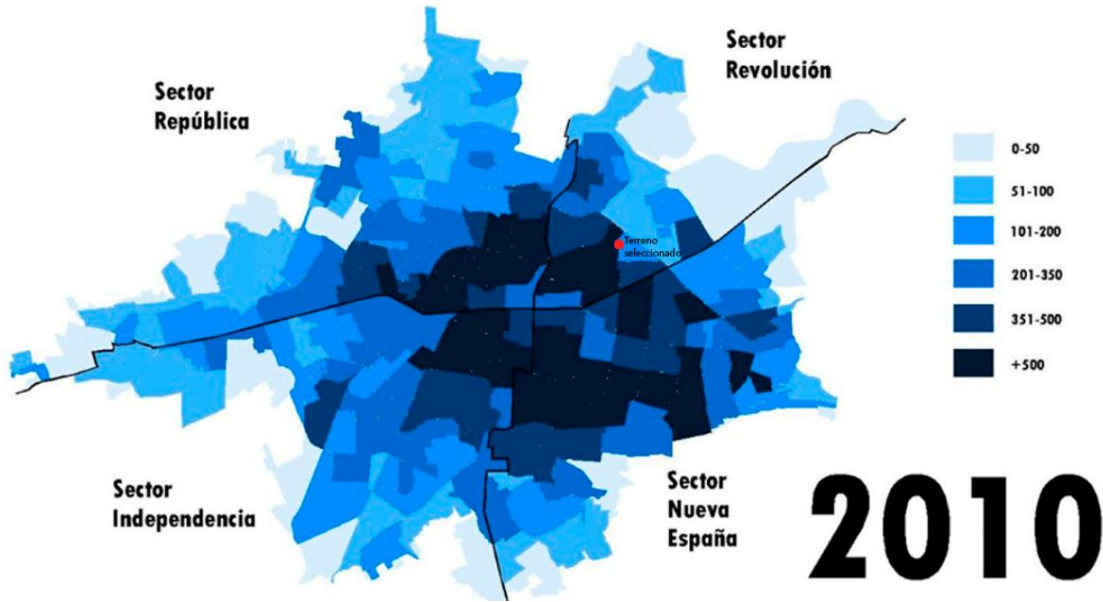 Sector
República
Sector
Revolución
0-50
51-100
101-200
201-350
351-500
+500
Terreno
seleccionado
Sector
Independencia
Sector
Nueva
España
2010